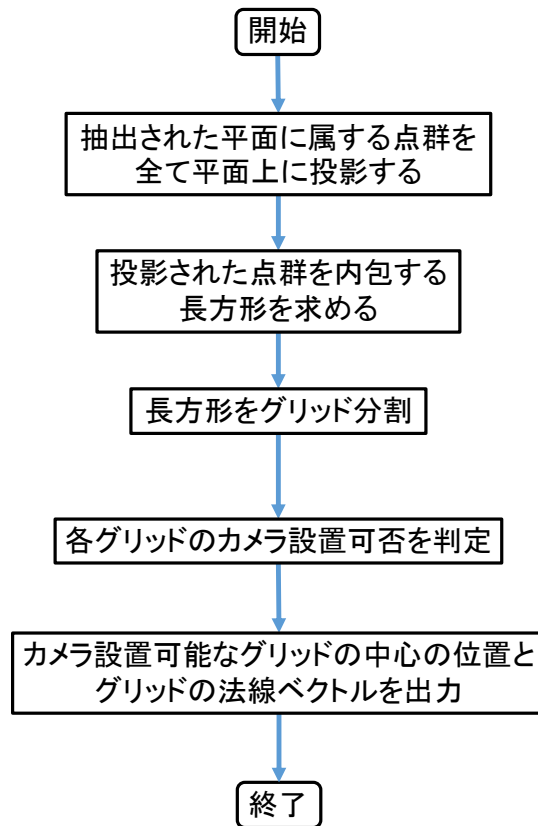 開始
抽出された平面に属する点群を
全て平面上に投影する
投影された点群を内包する
長方形を求める
長方形をグリッド分割
各グリッドのカメラ設置可否を判定
カメラ設置可能なグリッドの中心の位置と
グリッドの法線ベクトルを出力
終了